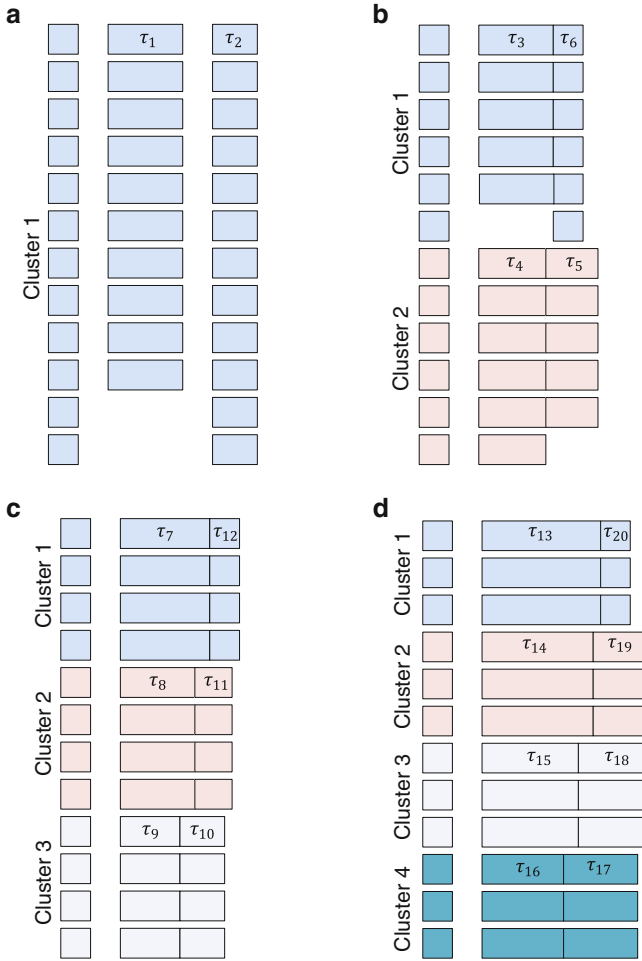 a
τ1 τ2
Cluster 1
b
τ3 τ6
Cluster 1
τ4 τ5
Cluster 2
c
τ7 τ12
Cluster 1
τ8 τ11
Cluster 2
τ9 τ10
Cluster 3
d
τ13 τ20
Cluster 1
τ14 τ19
Cluster 2
τ15 τ18
Cluster 3
τ16 τ17
Cluster 4